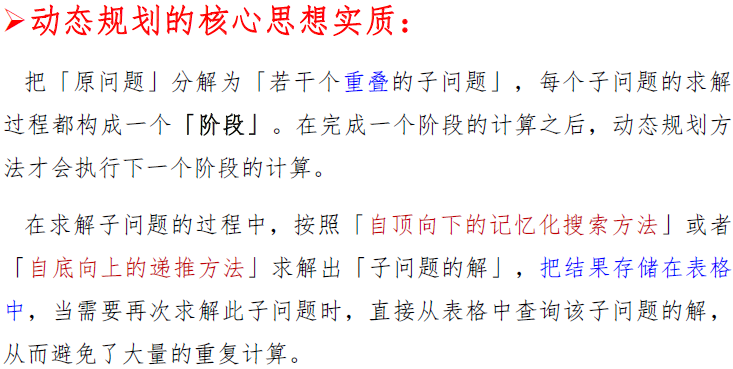 ➢动态规划的核心思想实质：
把「原问题」分解为「若干个重叠的子问题」，每个子问题的求解
过程都构成一个「阶段」。在完成一个阶段的计算之后，动态规划方
法才会执行下一个阶段的计算。
在求解子问题的过程中，按照「自顶向下的记忆化搜索方法」或者
「自底向上的递推方法」求解出「子问题的解」，把结果存储在表格
中，当需要再次求解此子问题时，直接从表格中查询该子问题的解，
从而避免了大量的重复计算。